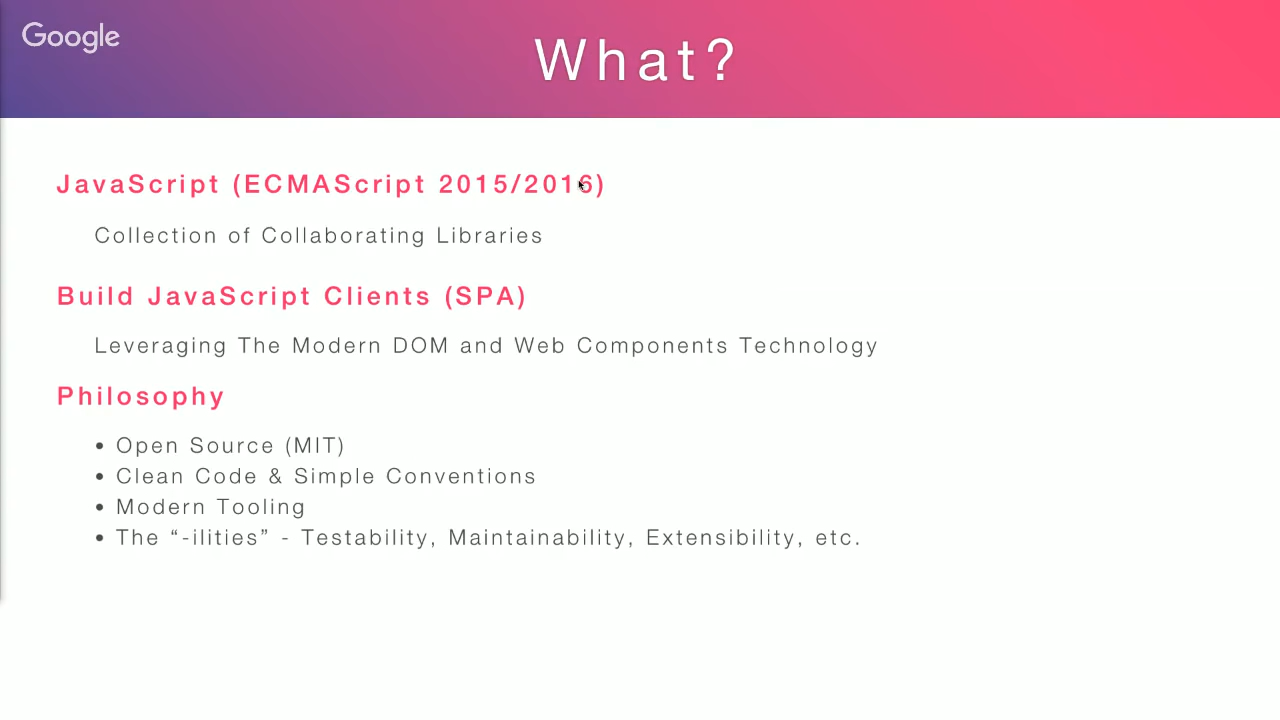 Google
What?
JavaScript (ECMAScript 2015/2016)
Collection of Collaborating Libraries
Build JavaScript Clients (SPA)
Leveraging The Modern DOM and Web Components Technology
Philosophy
• Open Source (MIT)
• Clean Code & Simple Conventions
• Modern Tooling
• The “-ilities” - Testability, Maintainability, Extensibility, etc.